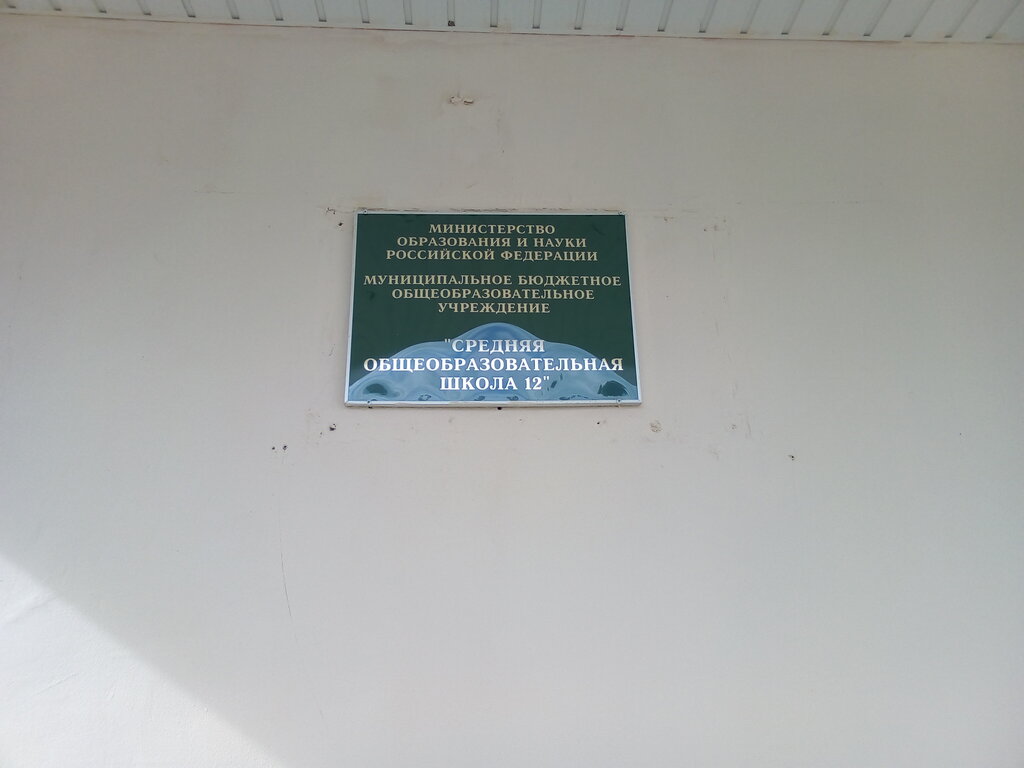 МИНИСТЕРСТВО
ОБРАЗОВАНИЯ И НАУКИ
РОССИЙСКОЙ ФЕДЕРАЦИИ
МУНИЦИПАЛЬНОЕ БЮДЖЕТНОЕ
ОБЩЕОБРАЗОВАТЕЛЬНОЕ
УЧРЕЖДЕНИЕ
"СРЕДНЯЯ
ОБЩЕОБРАЗОВАТЕЛЬНАЯ
ШКОЛА 12"